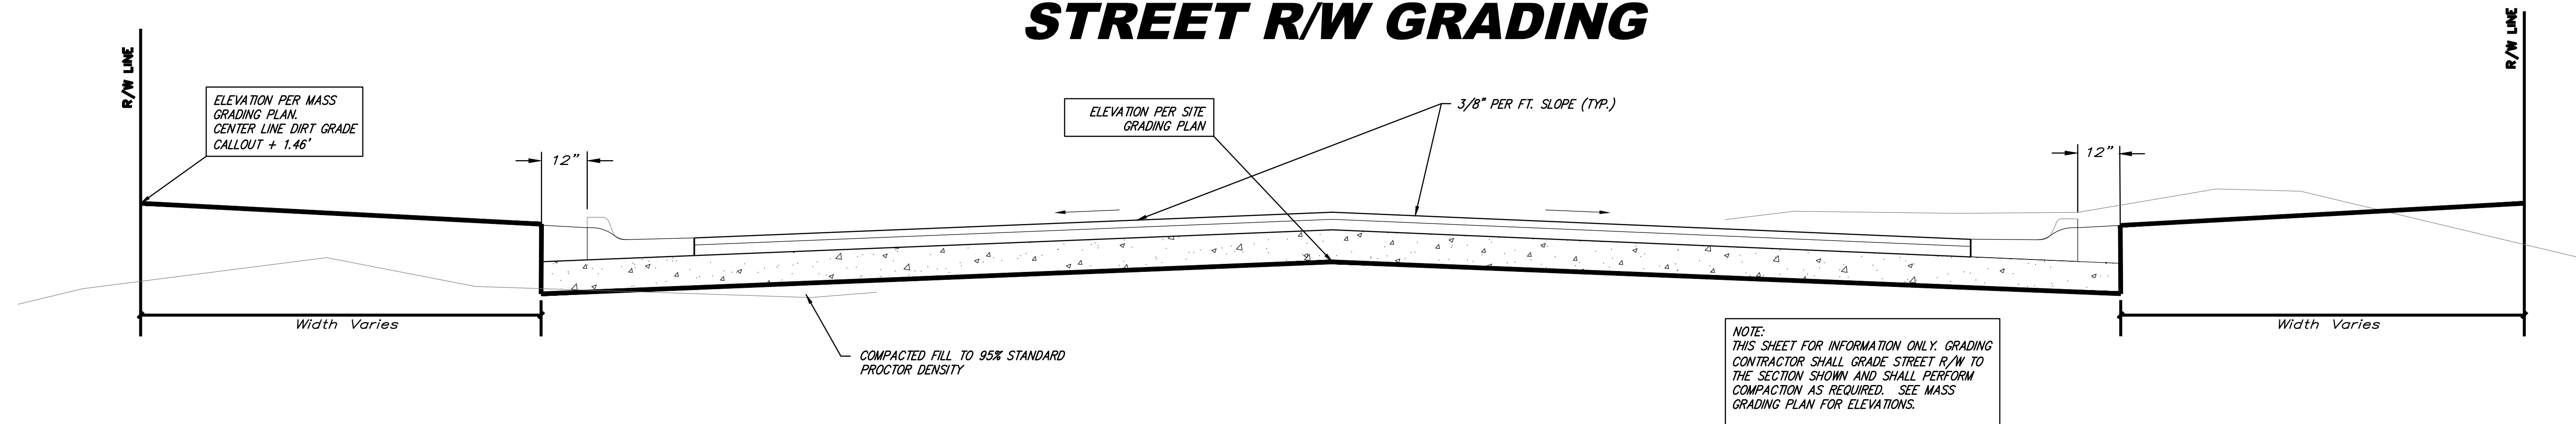 STREET R/W GRADING
R/W LINE
R/W LINE
ELEVATION PER MASS
GRADING PLAN.
CENTER LINE DIRT GRADE
CALLOUT + 1.46'
12"
ELEVATION PER SITE
GRADING PLAN
3/8" PER FT. SLOPE (TYP.)
12"
Width Varies
COMPACTED FILL TO 95% STANDARD
PROCTOR DENSITY
NOTE:
THIS SHEET FOR INFORMATION ONLY. GRADING
CONTRACTOR SHALL GRADE STREET R/W TO
THE SECTION SHOWN AND SHALL PERFORM
COMPACTION AS REQUIRED. SEE MASS
GRADING PLAN FOR ELEVATIONS.
Width Varies